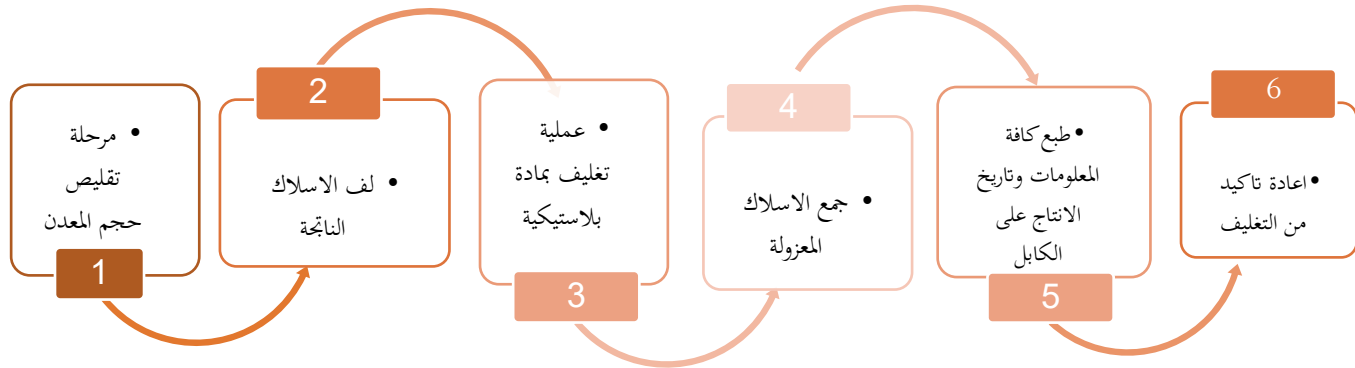 • مرحلة
تقليص
حجم المعدن
1
2
• لف الاسلاك
الناتجة
• عملية
تغليف بمادة
بلاستيكية
3
4
• جمع الاسلاك
المعزولة
• طبع كافة
المعلومات وتاريخ
الانتاج على
الكابل
5
6
• اعادة تاكيد
من التغليف